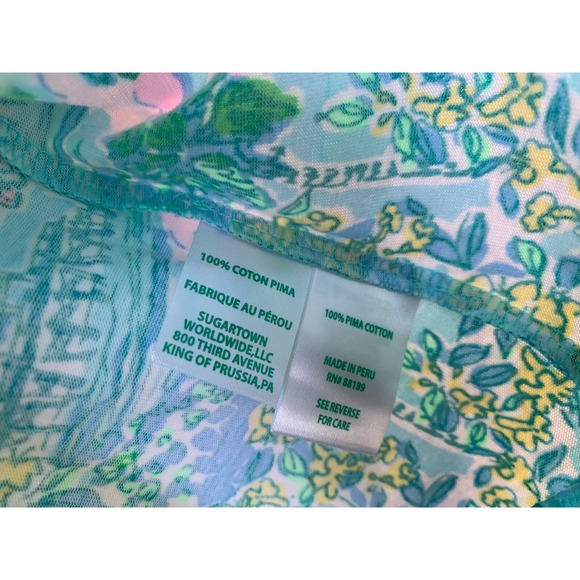 100% COTON PIMA
FABRIQUE AU PÉROU
SUGARTOWN
WORLDWIDE,LLC
800 THIRD AVENUE
KING OF PRUSSIA,PA
100% PIMA COTTON
MADE IN PERU
RN# 88189
SEE REVERSE
FOR CARE